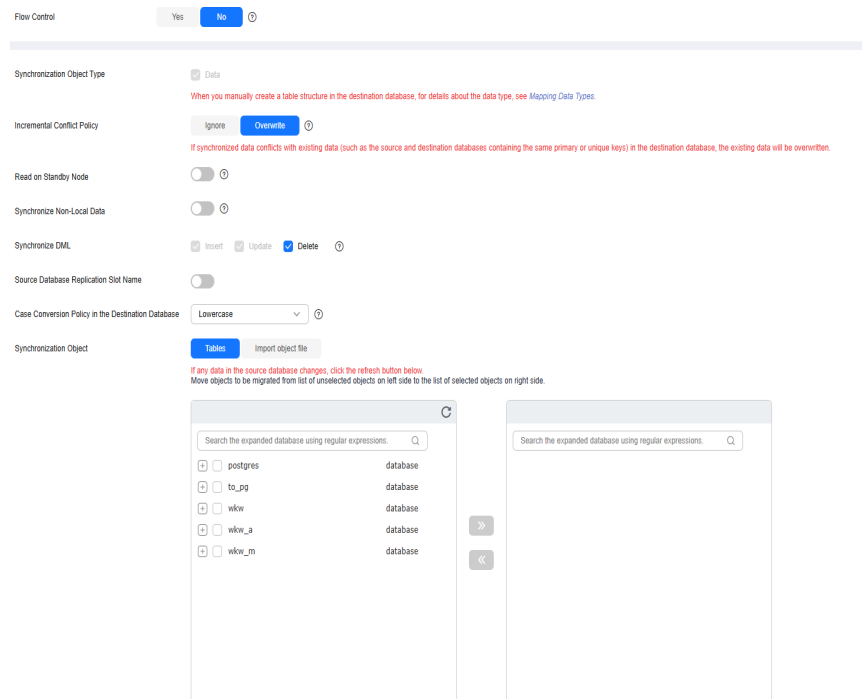 Flow Control Yes No
Synchronization Object Type Data
When you manually create a table structure in the destination database, for details about the data type, see Mapping Data Types.
Incremental Conflict Policy Ignore Overwrite
If synchronized data conflicts with existing data (such as the source and destination databases containing the same primary or unique keys) in the destination database, the existing data will be overwritten.
Read on Standby Node
Synchronize Non-Local Data
Synchronize DML Insert Update Delete
Source Database Replication Slot Name
Case Conversion Policy in the Destination Database Lowercase
Synchronization Object Tables Import object file
If any data in the source database changes, click the refresh button below.
Move objects to be migrated from list of unselected objects on left side to the list of selected objects on right side.
Search the expanded database using regular expressions. Search the expanded database using regular expressions.
postgres database
to_pg database
wkw database
wkw_a database
wkw_m database